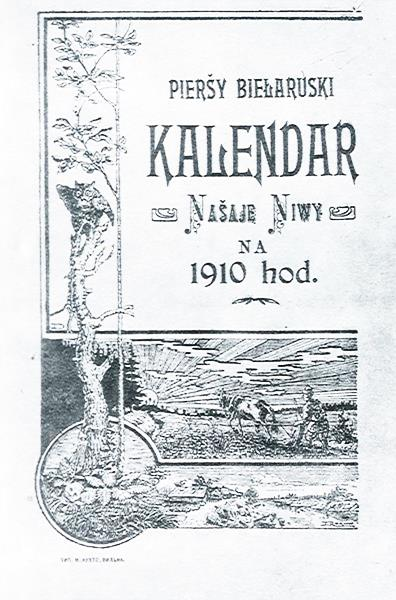 PIERŠY BIEŁARUSKI
KALENDAR
NAŠAJE NIWY
NA
1910 hod.